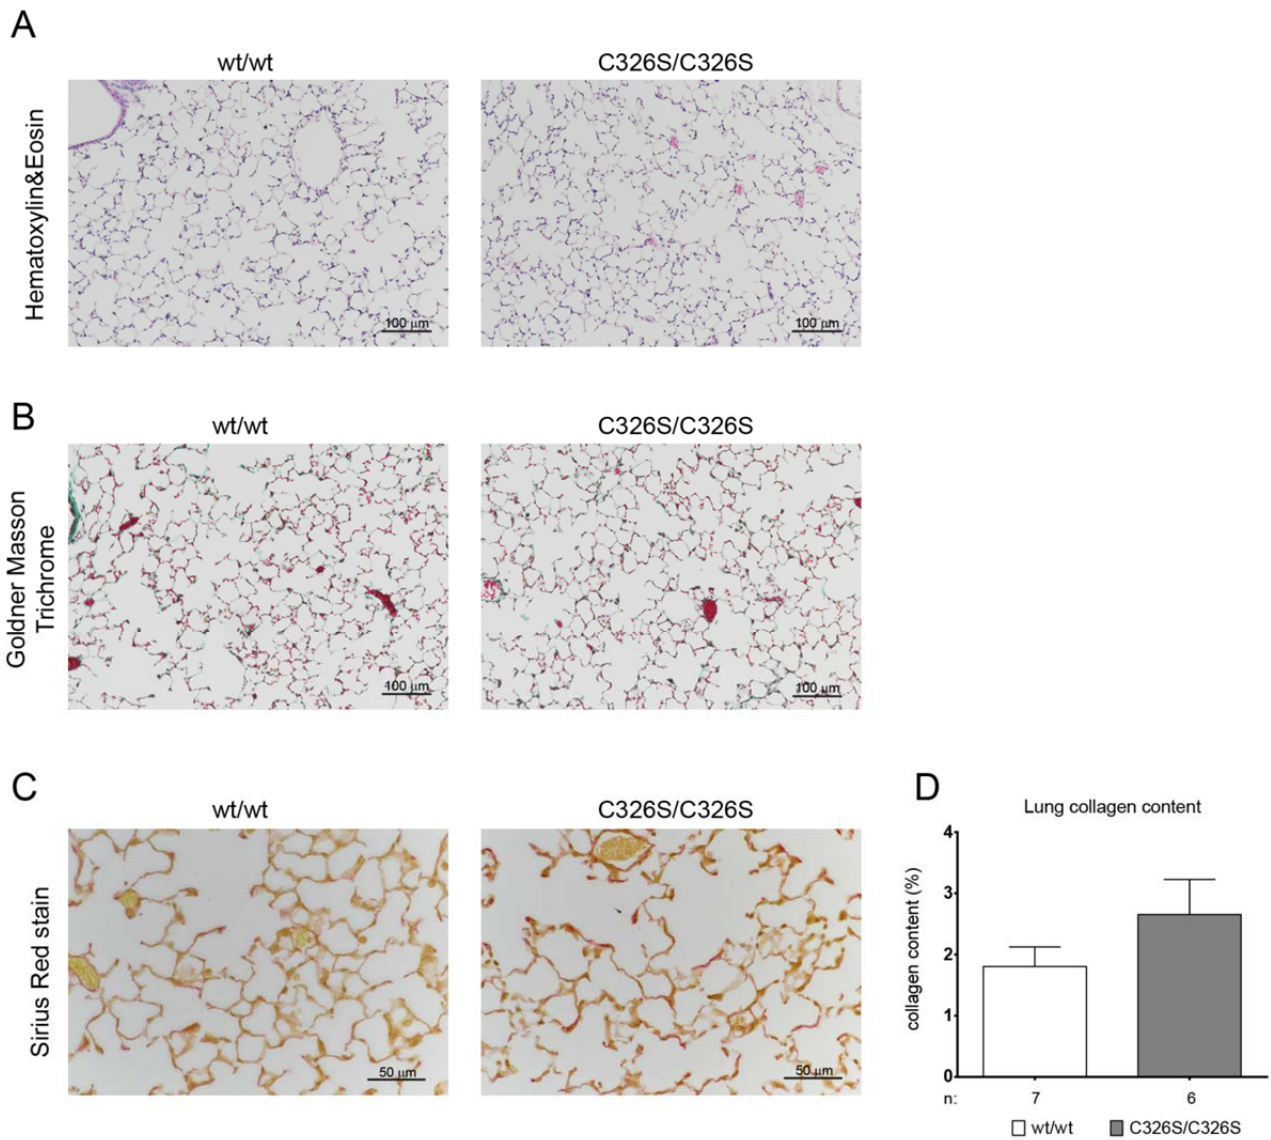 A
wt/wt
C326S/C326S
Hematoxylin&Eosin
100 µm
100 µm
B
wt/wt
C326S/C326S
Goldner Masson
Trichrome
100 µm
100 µm
C
wt/wt
C326S/C326S
Sirius Red stain
50 µm
50 µm
D
Lung collagen content
collagen content (%)
4
3
2
1
0
n: 7 6
wt/wt C326S/C326S